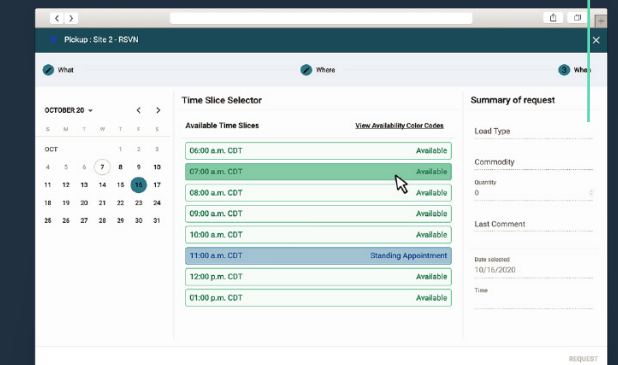 Pickup : Site 2 - RSVN
What
Where
3 When
OCTOBER 20
S M T W T F S
OCT 1 2 3
4 5 6 7 8 9 10
11 12 13 14 15 16 17
18 19 20 21 22 23 24
25 26 27 28 29 30 31
Time Slice Selector
Available Time Slices View Availability Color Codes
06:00 a.m. CDT Available
07:00 a.m. CDT Available
08:00 a.m. CDT Available
09:00 a.m. CDT Available
10:00 a.m. CDT Available
11:00 a.m. CDT Standing Appointment
12:00 p.m. CDT Available
01:00 p.m. CDT Available
Summary of request
Load Type
Commodity
Quantity
0
Last Comment
Date selected
10/16/2020
Time
REQUEST